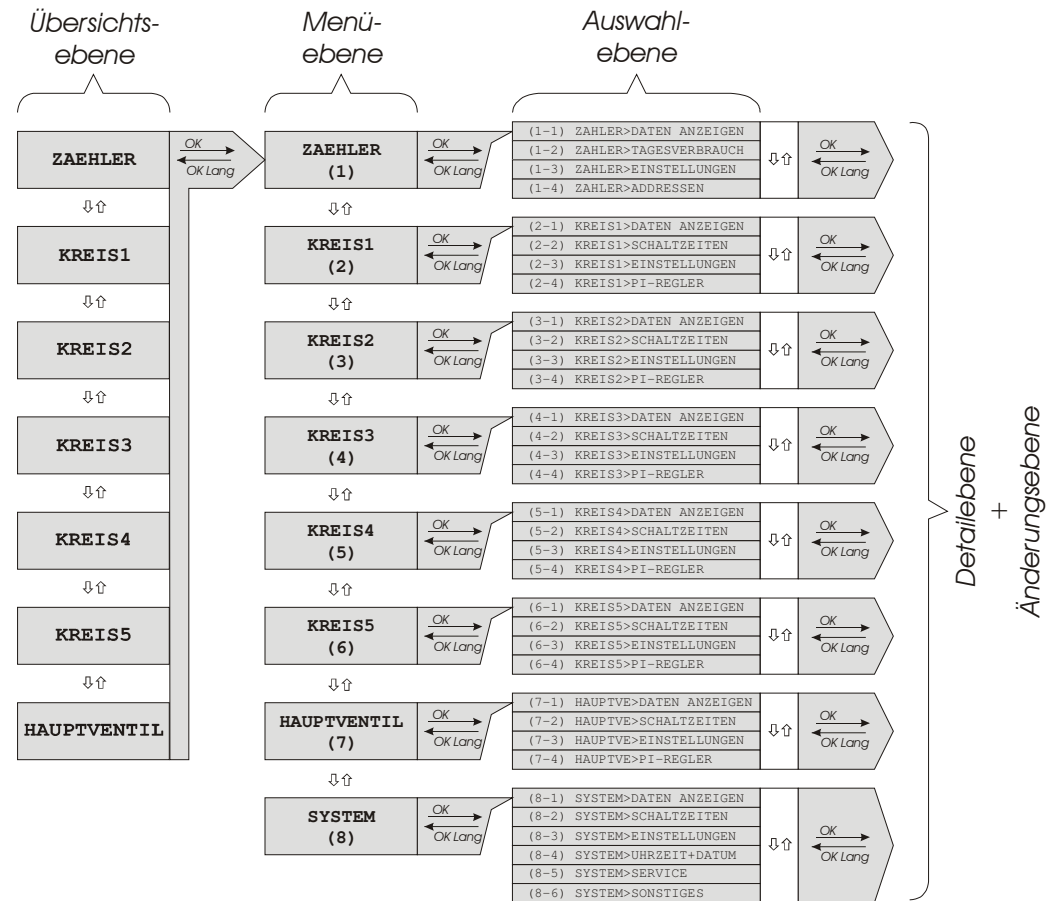 Übersichts-
ebene
Menü-
ebene
Auswahl-
ebene
ZAEHLER
OK
OK Lang
ZAEHLER
(1)
OK
OK Lang
(1-1) ZAHLER>DATEN ANZEIGEN
(1-2) ZAHLER>TAGESVERBRAUCH
(1-3) ZAHLER>EINSTELLUNGEN
(1-4) ZAHLER>ADDRESSEN
OK
OK Lang
KREIS1
KREIS1
(2)
OK
OK Lang
(2-1) KREIS1>DATEN ANZEIGEN
(2-2) KREIS1>SCHALTZEITEN
(2-3) KREIS1>EINSTELLUNGEN
(2-4) KREIS1>PI-REGLER
OK
OK Lang
KREIS2
KREIS2
(3)
OK
OK Lang
(3-1) KREIS2>DATEN ANZEIGEN
(3-2) KREIS2>SCHALTZEITEN
(3-3) KREIS2>EINSTELLUNGEN
(3-4) KREIS2>PI-REGLER
OK
OK Lang
KREIS3
KREIS3
(4)
OK
OK Lang
(4-1) KREIS3>DATEN ANZEIGEN
(4-2) KREIS3>SCHALTZEITEN
(4-3) KREIS3>EINSTELLUNGEN
(4-4) KREIS3>PI-REGLER
OK
OK Lang
KREIS4
KREIS4
(5)
OK
OK Lang
(5-1) KREIS4>DATEN ANZEIGEN
(5-2) KREIS4>SCHALTZEITEN
(5-3) KREIS4>EINSTELLUNGEN
(5-4) KREIS4>PI-REGLER
OK
OK Lang
KREIS5
KREIS5
(6)
OK
OK Lang
(6-1) KREIS5>DATEN ANZEIGEN
(6-2) KREIS5>SCHALTZEITEN
(6-3) KREIS5>EINSTELLUNGEN
(6-4) KREIS5>PI-REGLER
OK
OK Lang
HAUPTVENTIL
HAUPTVENTIL
(7)
OK
OK Lang
(7-1) HAUPTVE>DATEN ANZEIGEN
(7-2) HAUPTVE>SCHALTZEITEN
(7-3) HAUPTVE>EINSTELLUNGEN
(7-4) HAUPTVE>PI-REGLER
OK
OK Lang
SYSTEM
(8)
OK
OK Lang
(8-1) SYSTEM>DATEN ANZEIGEN
(8-2) SYSTEM>SCHALTZEITEN
(8-3) SYSTEM>EINSTELLUNGEN
(8-4) SYSTEM>UHRZEIT+DATUM
(8-5) SYSTEM>SERVICE
(8-6) SYSTEM>SONSTIGES
OK
OK Lang
Detailebene
+
Änderungsebene